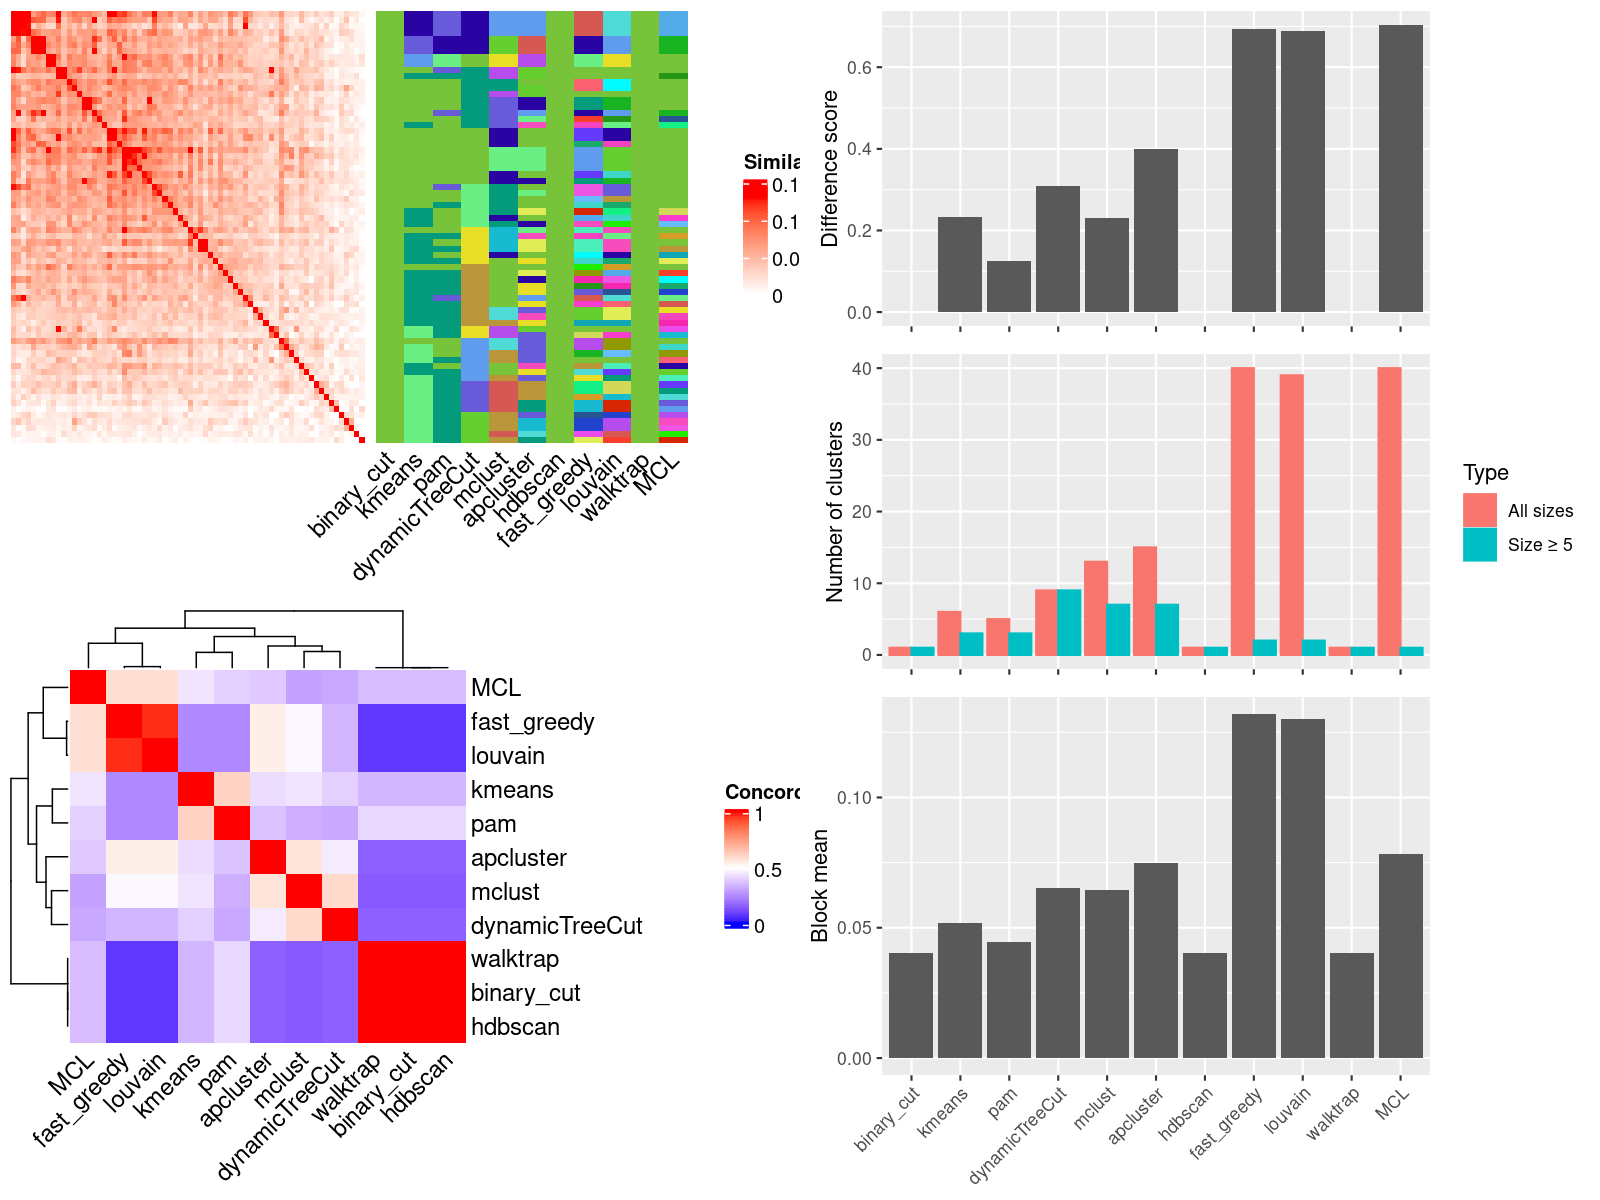 Simila
0.1
0.1
0.0
0
binary_cut
kmeans
pam
dynamicTreeCut
mclust
apcluster
hdbscan
fast_greedy
louvain
walktrap
MCL
MCL
fast_greedy
louvain
kmeans
pam
apcluster
mclust
dynamicTreeCut
walktrap
binary_cut
hdbscan
MCL
fast_greedy
louvain
kmeans
pam
apcluster
mclust
dynamicTreeCut
walktrap
binary_cut
hdbscan
Concord
1
0.5
0
Difference score
0.6
0.4
0.2
0.0
Number of clusters
40
30
20
10
0
Type
All sizes
Size ≥ 5
Block mean
0.10
0.05
0.00
binary_cut
kmeans
pam
dynamicTreeCut
mclust
apcluster
hdbscan
fast_greedy
louvain
walktrap
MCL